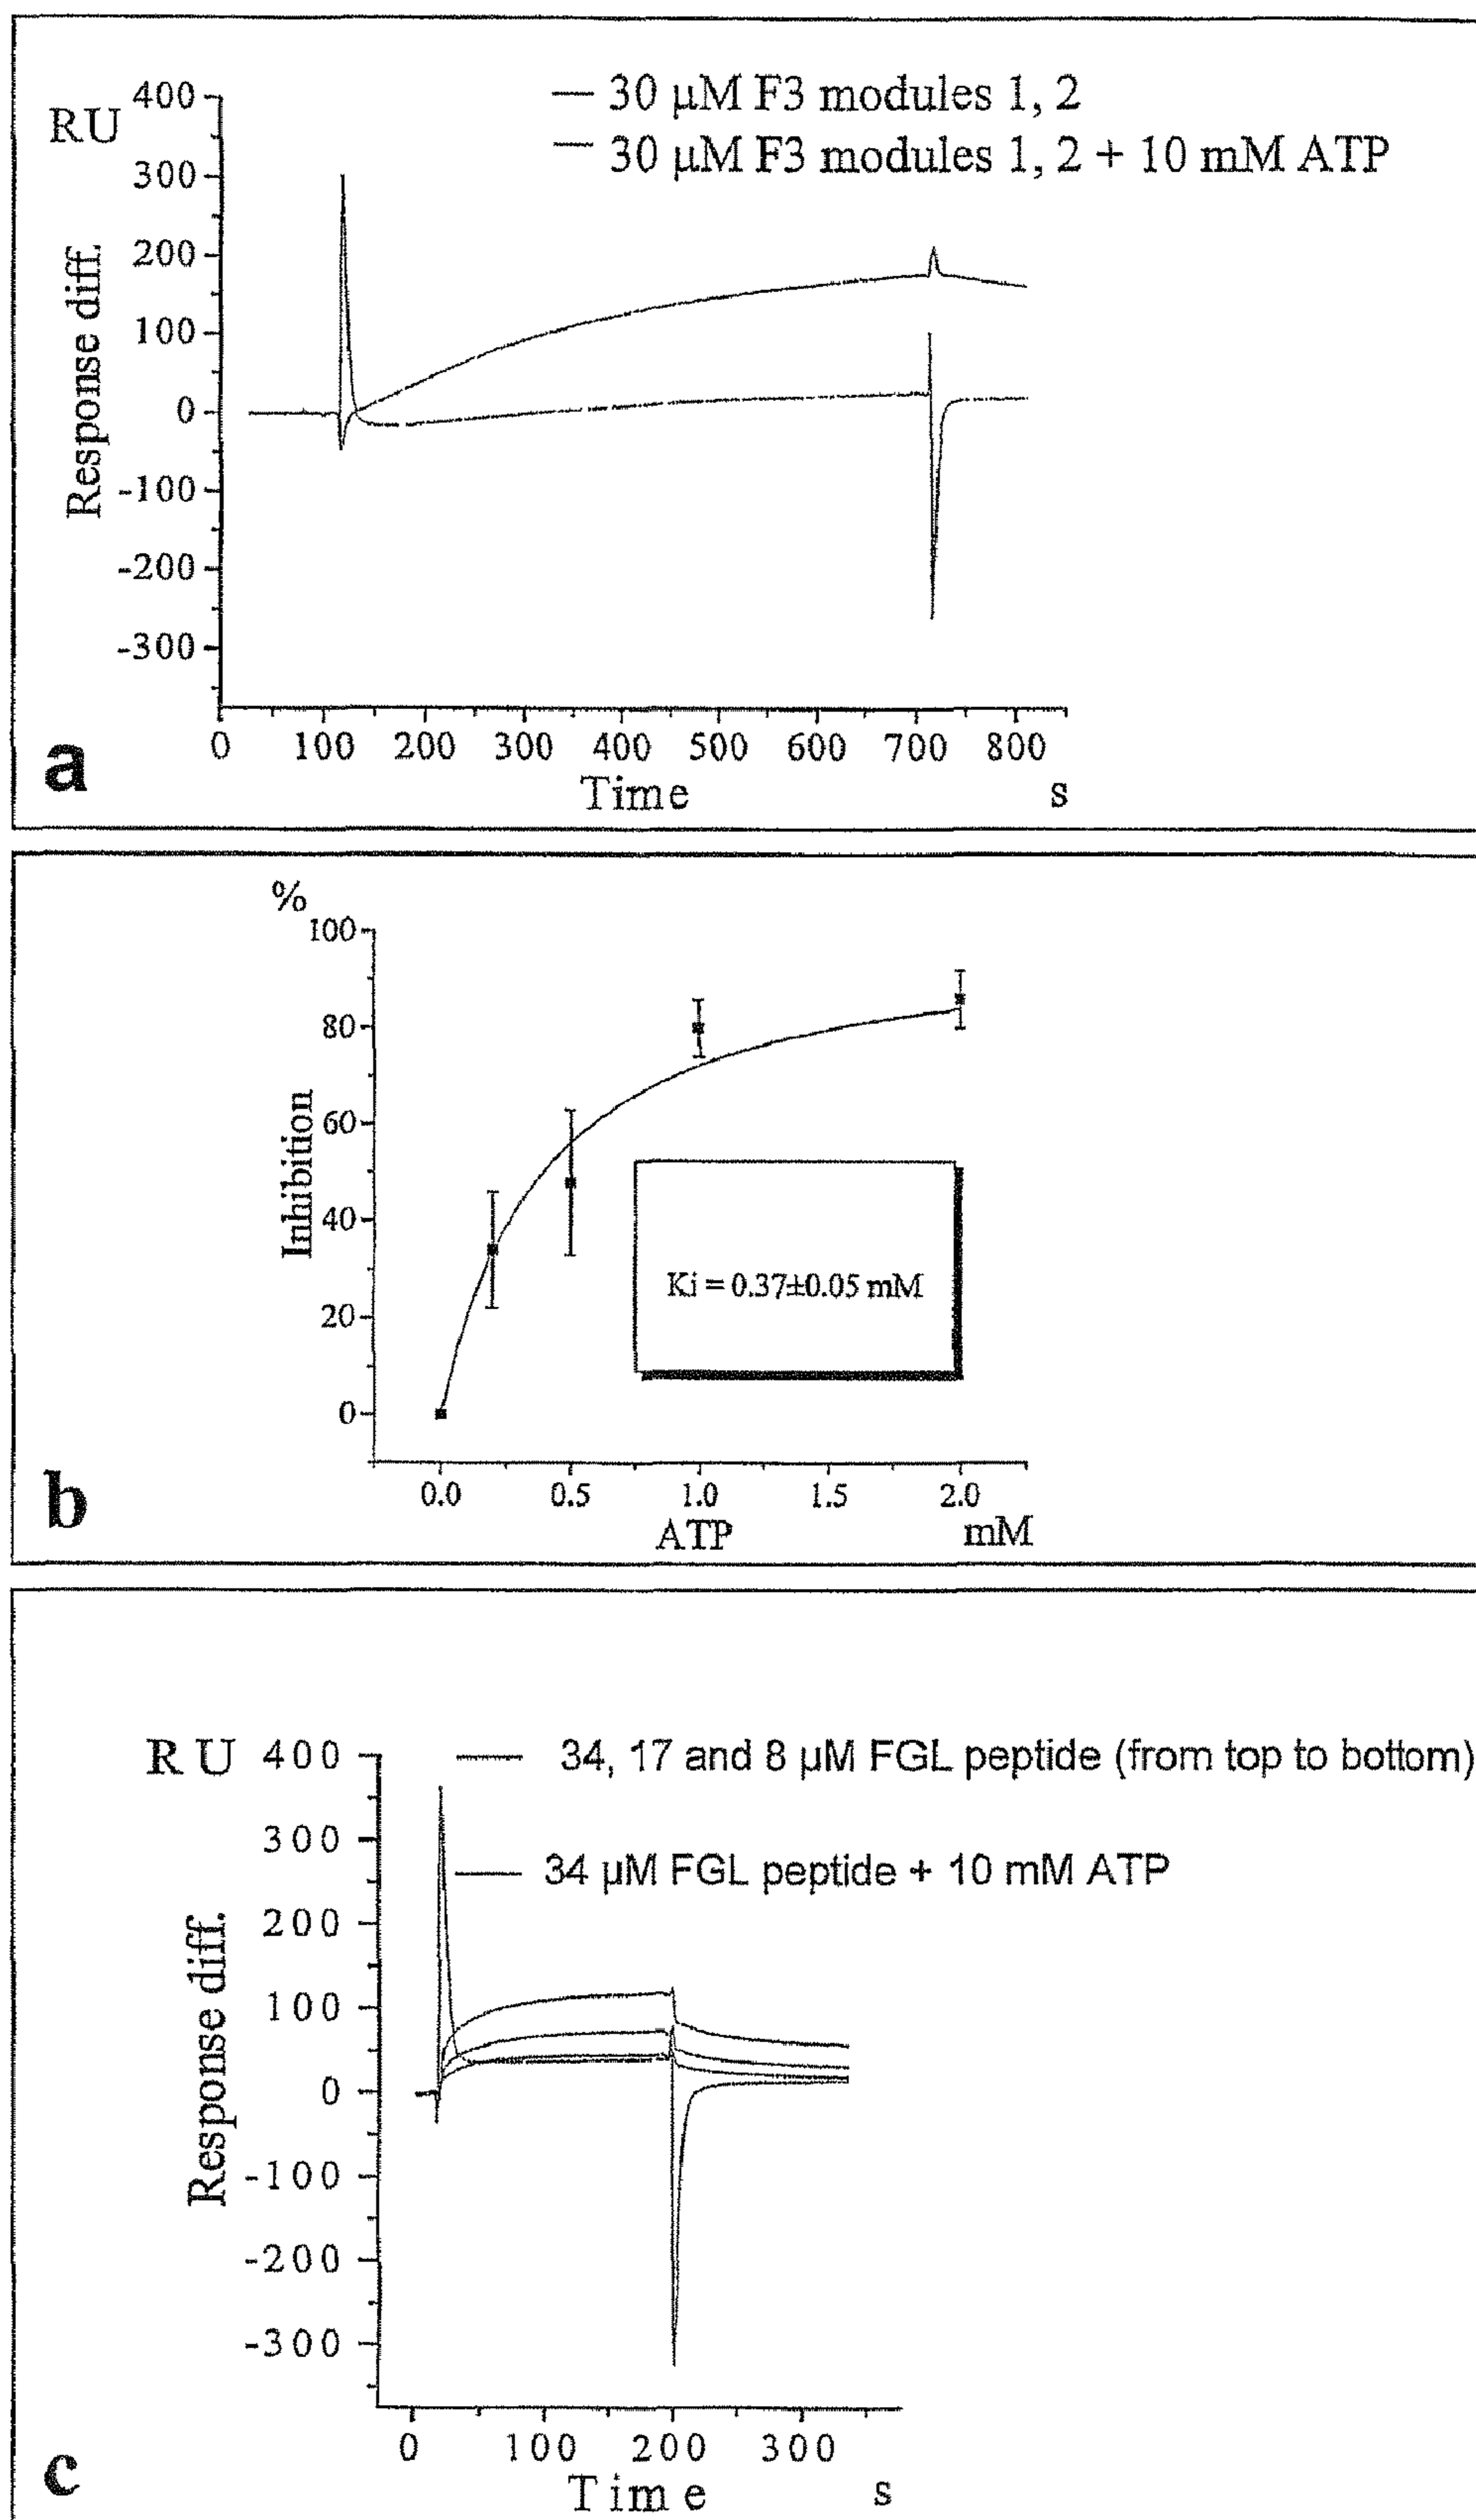 RU
400
300
200
100
0
-100
-200
-300
Response diff.
— 30 µM F3 modules 1, 2
— 30 µM F3 modules 1, 2 + 10 mM ATP
0 100 200 300 400 500 600 700 800
Time s
a
%
100
80
60
40
20
0
Inhibition
Ki = 0.37±0.05 mM
0.0 0.5 1.0 1.5 2.0
ATP mM
b
RU
400
300
200
100
0
-100
-200
-300
Response diff.
34, 17 and 8 µM FGL peptide (from top to bottom)
34 µM FGL peptide + 10 mM ATP
0 100 200 300
Time s
c